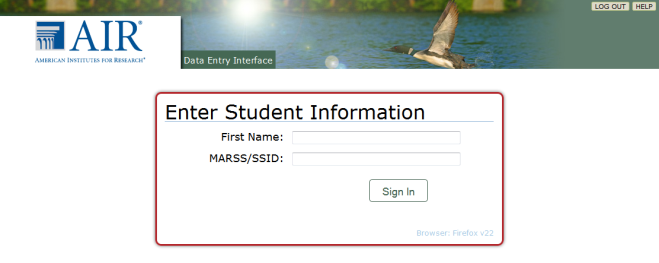 LOG OUT HELP
AIR®
AMERICAN INSTITUTES FOR RESEARCH®
Data Entry Interface
Enter Student Information
First Name:
MARSS/SSID:
Sign In
Browser: Firefox v22